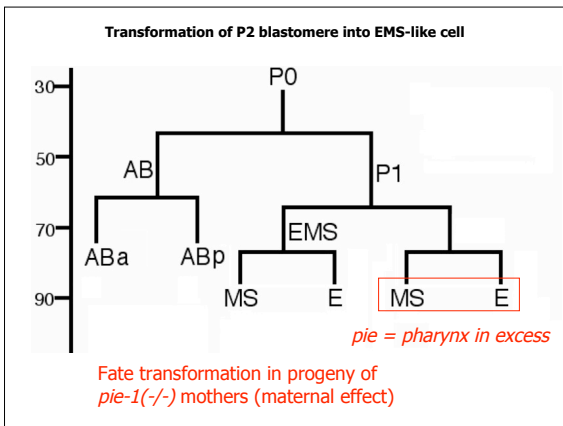 Transformation of P2 blastomere into EMS-like cell
P0
30
50
AB
P1
70
EMS
ABa
ABp
MS
E
MS
E
90
pie = pharynx in excess
Fate transformation in progeny of
pie-1(-/-) mothers (maternal effect)